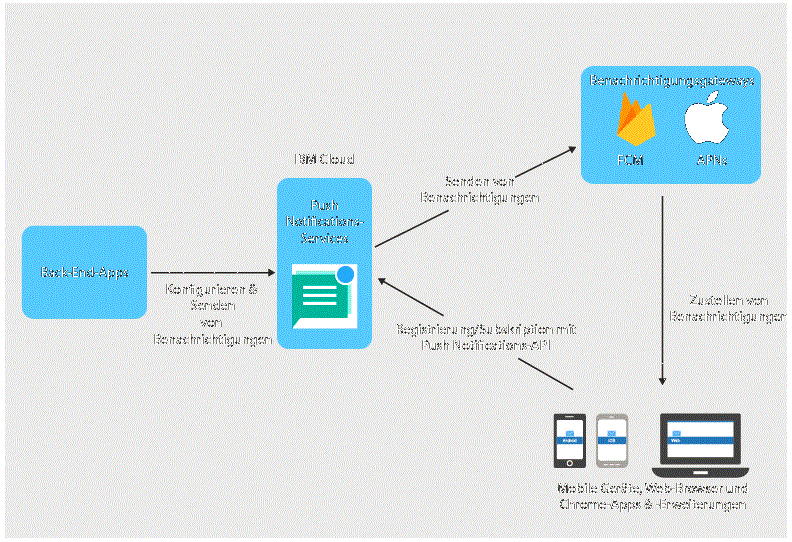 Benachrichtigungsgateways
FCM
APNs
IBM Cloud
Push
Notifications-
Services
Senden von
Benachrichtigungen
Back-End-Apps
Konfigurieren &
Senden
von
Benachrichtigungen
Zustellen von
Benachrichtigungen
Registrierung/Subskription mit
Push Notifications-API
Android
iOS
Web
Mobile Geräte, Web-Browser und
Chrome-Apps & -Erweiterungen